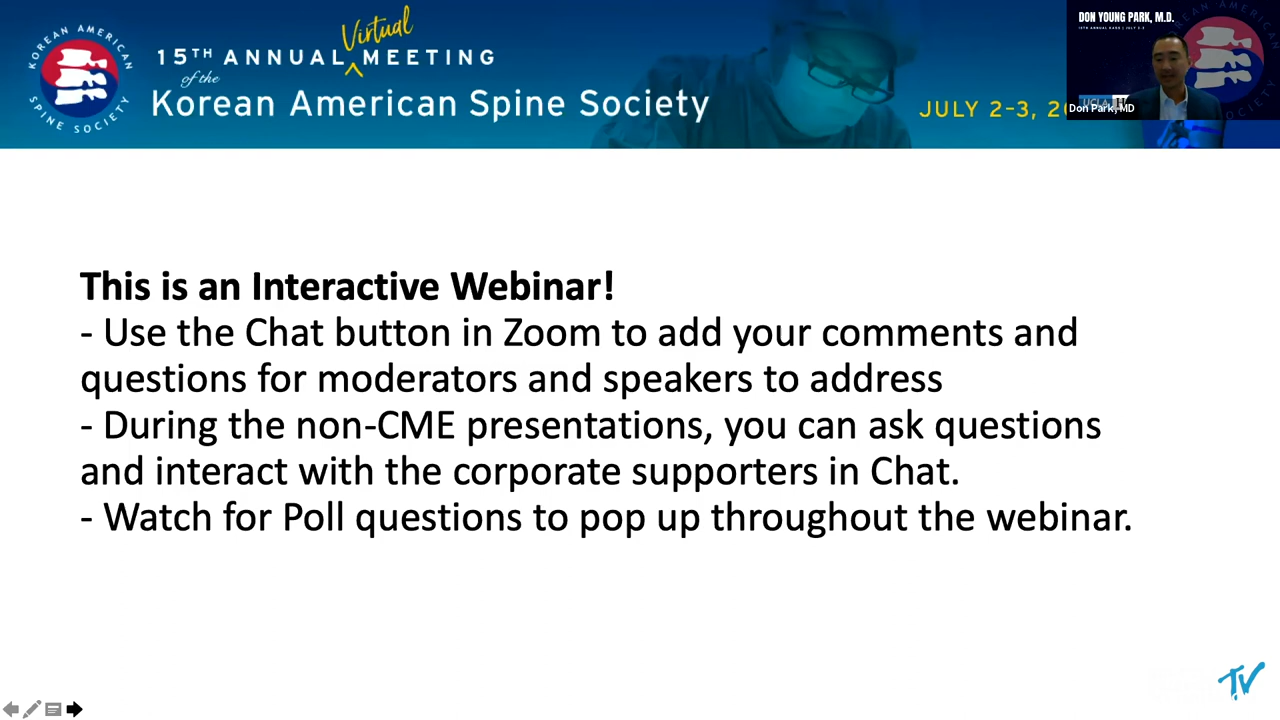 KOREAN AMERICAN
SPINE SOCIETY
15TH ANNUAL Virtual MEETING
of the
Korean American Spine Society
JULY 2-3, 20
DON YOUNG PARK, M.D.
UCLA
Don Park, MD
This is an Interactive Webinar!
- Use the Chat button in Zoom to add your comments and
questions for moderators and speakers to address
- During the non-CME presentations, you can ask questions
and interact with the corporate supporters in Chat.
- Watch for Poll questions to pop up throughout the webinar.
TV